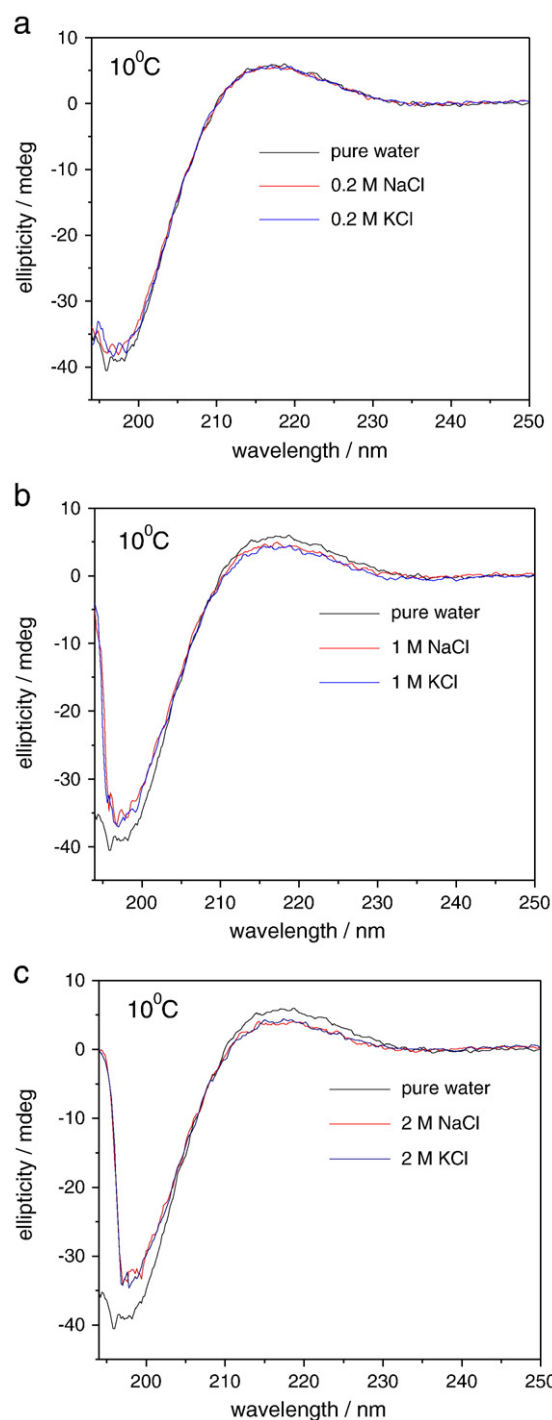 a
10⁰C
10
0
-10
-20
-30
-40
ellipticity / mdeg
pure water
0.2 M NaCl
0.2 M KCl
200 210 220 230 240 250
wavelength / nm
b
10⁰C
10
0
-10
-20
-30
-40
ellipticity / mdeg
pure water
1 M NaCl
1 M KCl
200 210 220 230 240 250
wavelength / nm
c
10⁰C
10
0
-10
-20
-30
-40
ellipticity / mdeg
pure water
2 M NaCl
2 M KCl
200 210 220 230 240 250
wavelength / nm